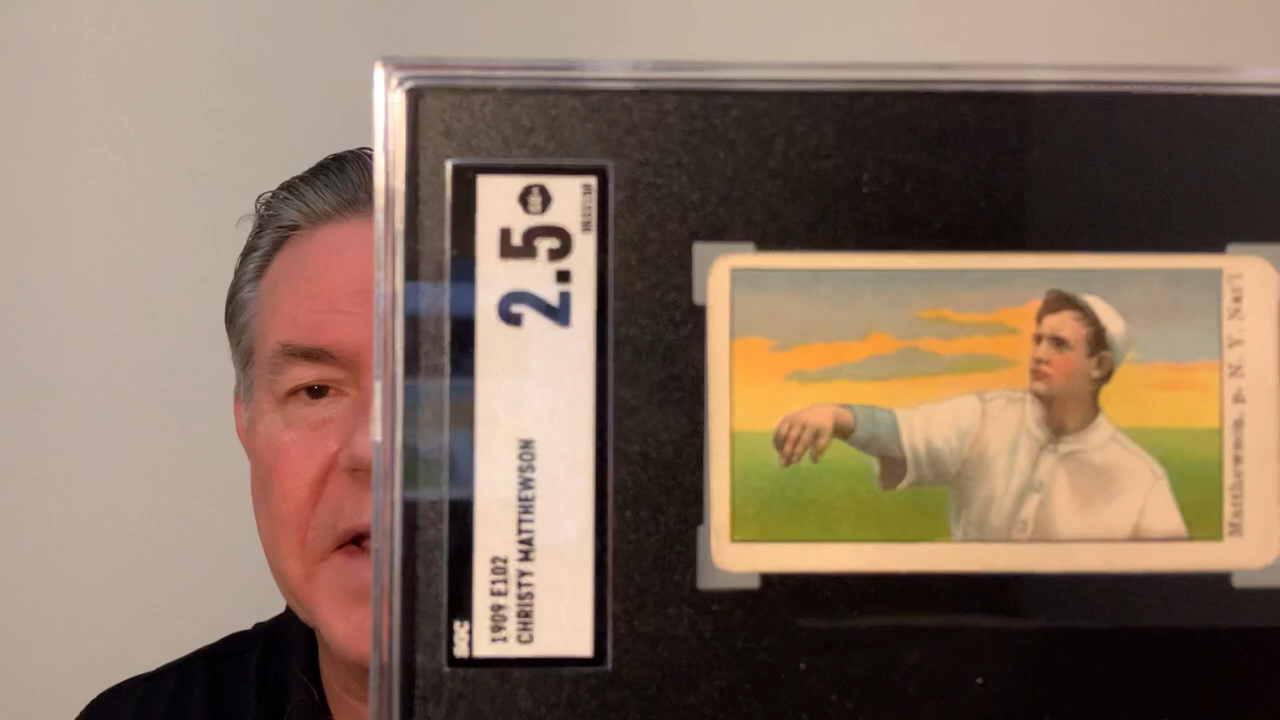 SGC
1909 E102
CHRISTY MATTHEWSON
2.5
Matthewson, p. N. Y. Nat'l